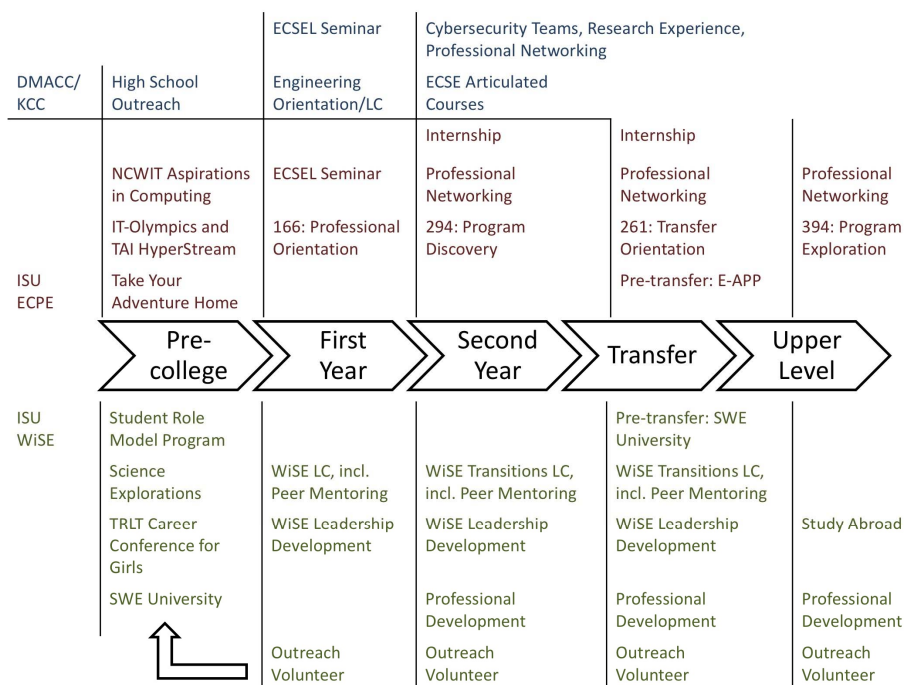 ECSEL Seminar
Cybersecurity Teams, Research Experience,
Professional Networking
DMACC/
KCC
High School
Outreach
Engineering
Orientation/LC
ECSE Articulated
Courses
Internship
Internship
NCWIT Aspirations
in Computing
ECSEL Seminar
Professional
Networking
Professional
Networking
Professional
Networking
IT-Olympics and
TAI HyperStream
166: Professional
Orientation
294: Program
Discovery
261: Transfer
Orientation
394: Program
Exploration
ISU
ECPE
Take Your
Adventure Home
Pre-transfer: E-APP
Pre-
college
First
Year
Second
Year
Transfer
Upper
Level
ISU
WiSE
Student Role
Model Program
Pre-transfer: SWE
University
Science
Explorations
WiSE LC, incl.
Peer Mentoring
WiSE Transitions LC,
incl. Peer Mentoring
WiSE Transitions LC,
incl. Peer Mentoring
TRLT Career
Conference for
Girls
WiSE Leadership
Development
WiSE Leadership
Development
WiSE Leadership
Development
Study Abroad
SWE University
Professional
Development
Professional
Development
Professional
Development
Outreach
Volunteer
Outreach
Volunteer
Outreach
Volunteer
Outreach
Volunteer